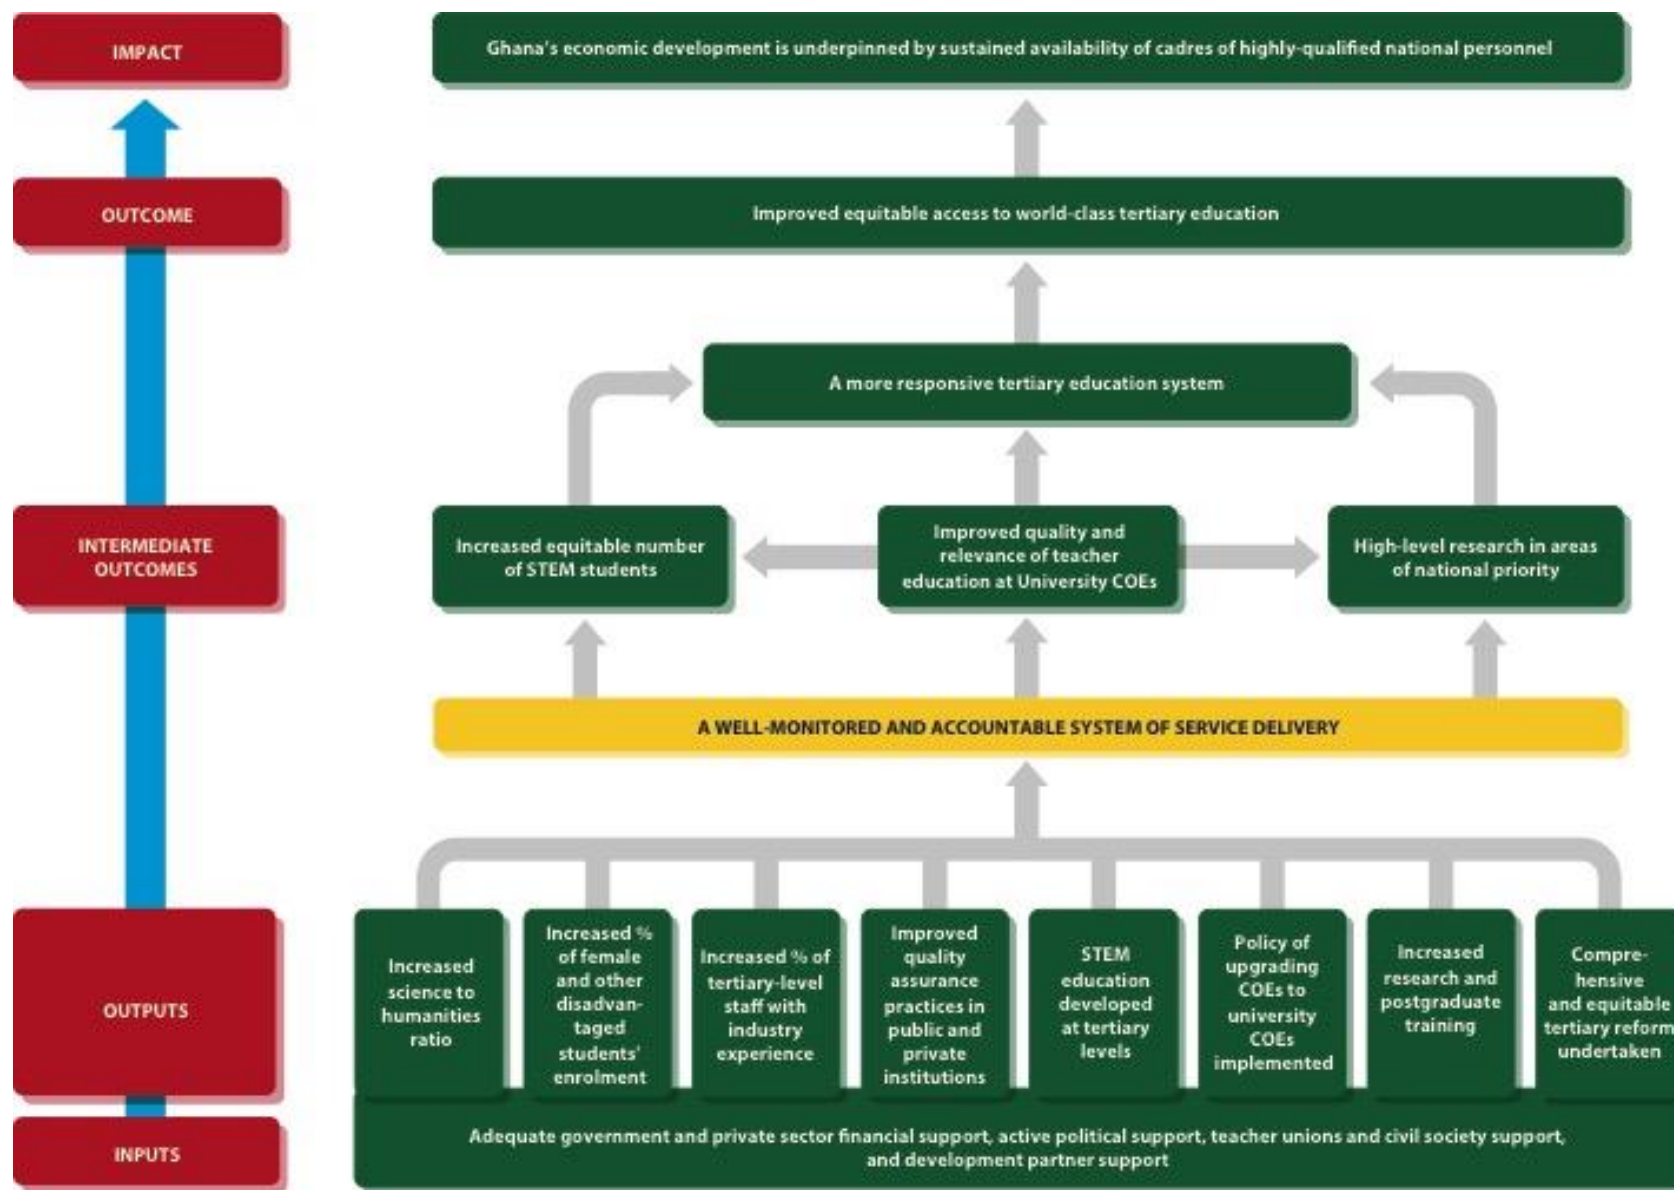 IMPACT
Ghana's economic development is underpinned by sustained availability of cadres of highly-qualified national personnel
OUTCOME
Improved equitable access to world-class tertiary education
A more responsive tertiary education system
INTERMEDIATE
OUTCOMES
Increased equitable number
of STEM students
Improved quality and
relevance of teacher
education at University COEs
High-level research in areas
of national priority
A WELL-MONITORED AND ACCOUNTABLE SYSTEM OF SERVICE DELIVERY
OUTPUTS
Increased
science to
humanities
ratio
Increased %
of female
and other
disadvan-
taged
students'
enrolment
Increased % of
tertiary-level
staff with
industry
experience
Improved
quality
assurance
practices in
public and
private
institutions
STEM
education
developed
at tertiary
levels
Policy of
upgrading
COEs to
university
COEs
implemented
Increased
research and
postgraduate
training
Compre-
hensive
and equitable
tertiary reform
undertaken
INPUTS
Adequate government and private sector financial support, active political support, teacher unions and civil society support,
and development partner support